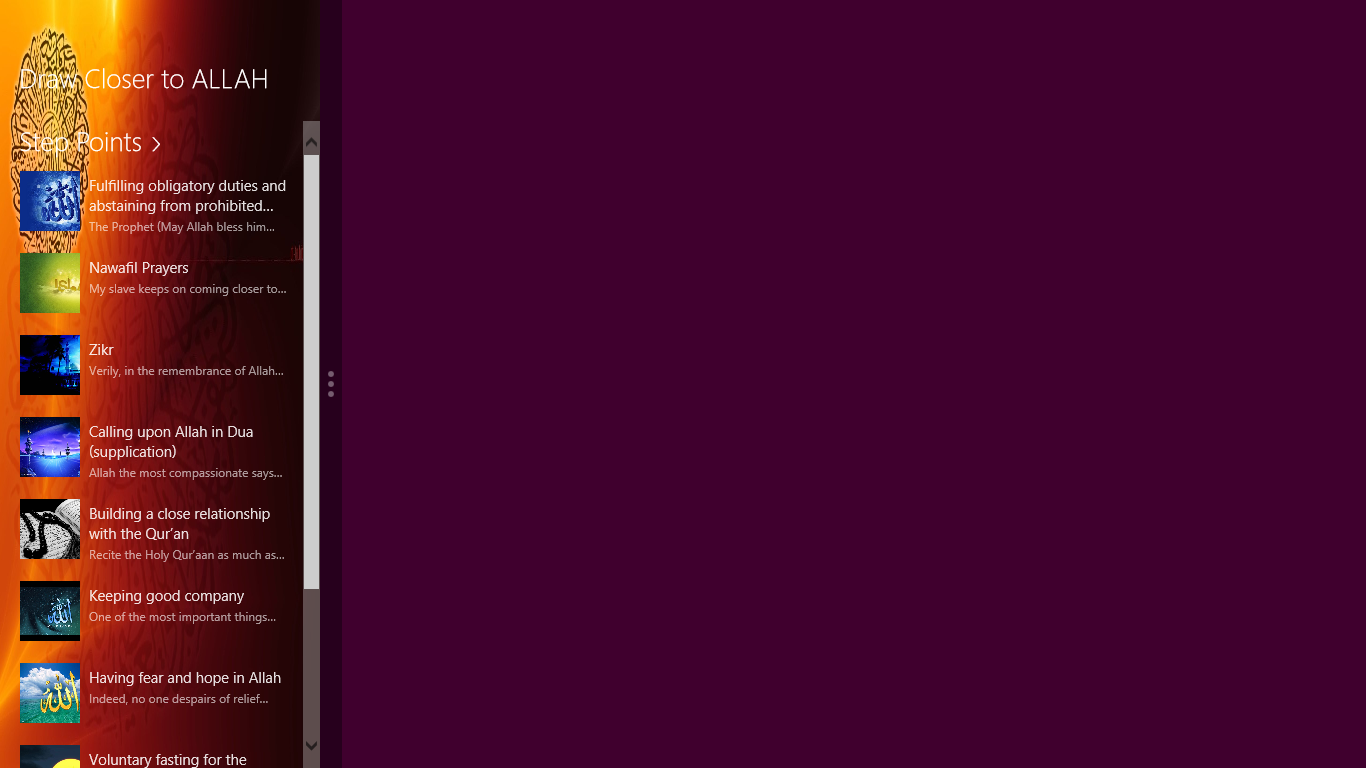 Draw Closer to ALLAH
Step Points >
Fulfilling obligatory duties and
abstaining from prohibited...
The Prophet (May Allah bless him...
Nawafil Prayers
My slave keeps on coming closer to...
Zikr
Verily, in the remembrance of Allah...
Calling upon Allah in Dua
(supplication)
Allah the most compassionate says...
Building a close relationship
with the Qur’an
Recite the Holy Qur’aan as much as...
Keeping good company
One of the most important things...
Having fear and hope in Allah
Indeed, no one despairs of relief...
Voluntary fasting for the